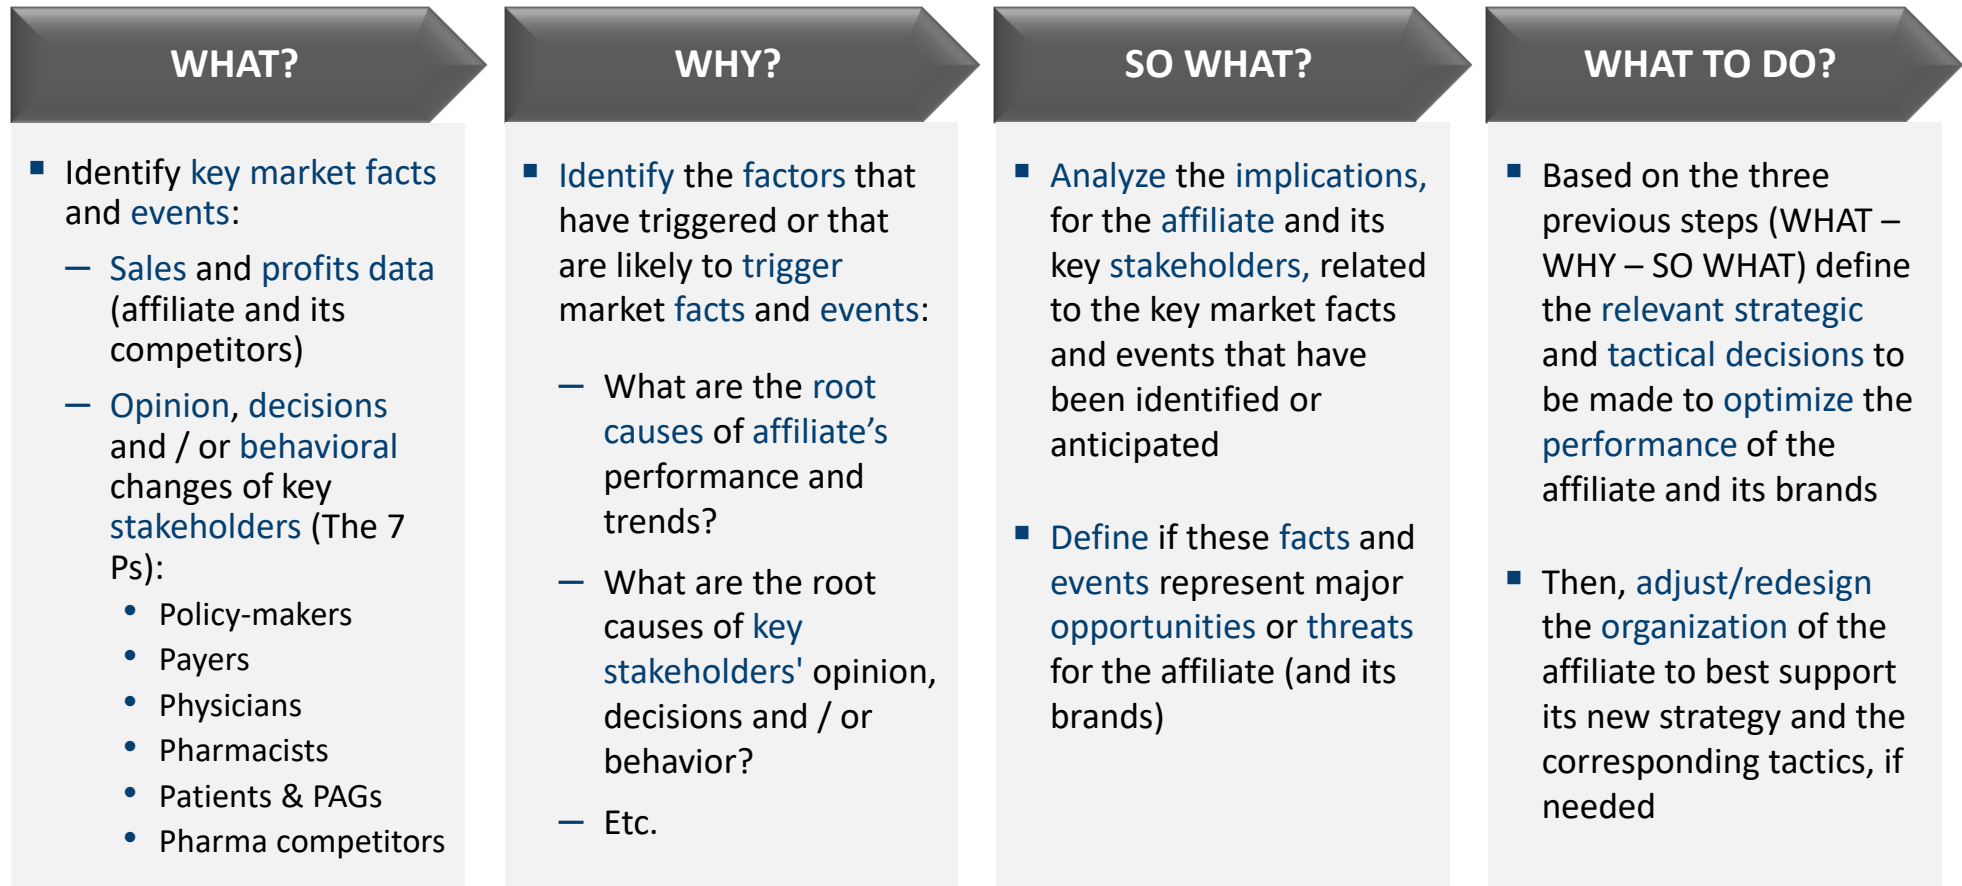 WHAT?
▪ Identify key market facts
and events:
– Sales and profits data
(affiliate and its
competitors)
– Opinion, decisions
and / or behavioral
changes of key
stakeholders (The 7
Ps):
• Policy-makers
• Payers
• Physicians
• Pharmacists
• Patients & PAGs
• Pharma competitors
WHY?
▪ Identify the factors that
have triggered or that
are likely to trigger
market facts and events:
– What are the root
causes of affiliate’s
performance and
trends?
– What are the root
causes of key
stakeholders' opinion,
decisions and / or
behavior?
– Etc.
SO WHAT?
▪ Analyze the implications,
for the affiliate and its
key stakeholders, related
to the key market facts
and events that have
been identified or
anticipated
▪ Define if these facts and
events represent major
opportunities or threats
for the affiliate (and its
brands)
WHAT TO DO?
▪ Based on the three
previous steps (WHAT –
WHY – SO WHAT) define
the relevant strategic
and tactical decisions to
be made to optimize the
performance of the
affiliate and its brands
▪ Then, adjust/redesign
the organization of the
affiliate to best support
its new strategy and the
corresponding tactics, if
needed